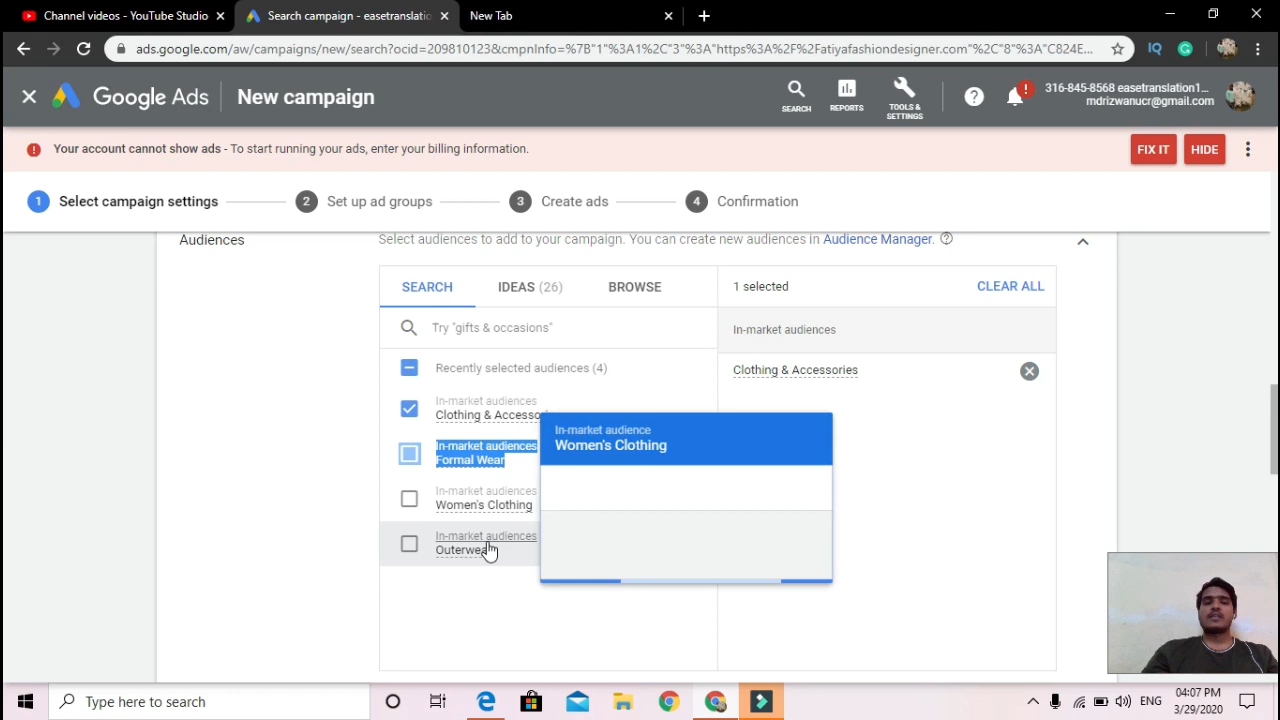 Channel videos - YouTube Studio
Search campaign - easetranslatio
New Tab
ads.google.com/aw/campaigns/new/search?ocid=209810123&cmpnInfo=%7B"1"%3A1%2C"3"%3A"https%3A%2F%2Fatiyafashiondesigner.com"%2C"8"%3A"C824E...
IQ
Google Ads
New campaign
SEARCH
REPORTS
TOOLS &
SETTINGS
316-845-8568 easetranslation1...
mdrizwanucr@gmail.com
Your account cannot show ads - To start running your ads, enter your billing information.
FIX IT
HIDE
1 Select campaign settings
2 Set up ad groups
3 Create ads
4 Confirmation
Audiences
Select audiences to add to your campaign. You can create new audiences in Audience Manager.
SEARCH
IDEAS (26)
BROWSE
1 selected
CLEAR ALL
Try "gifts & occasions"
In-market audiences
Recently selected audiences (4)
Clothing & Accessories
In-market audiences
Clothing & Accesso
In-market audiences
Formal Wear
In-market audience
Women's Clothing
In-market audiences
Women's Clothing
In-market audiences
Outerwea
Type here to search
ENG
04:07 PM
3/29/2020